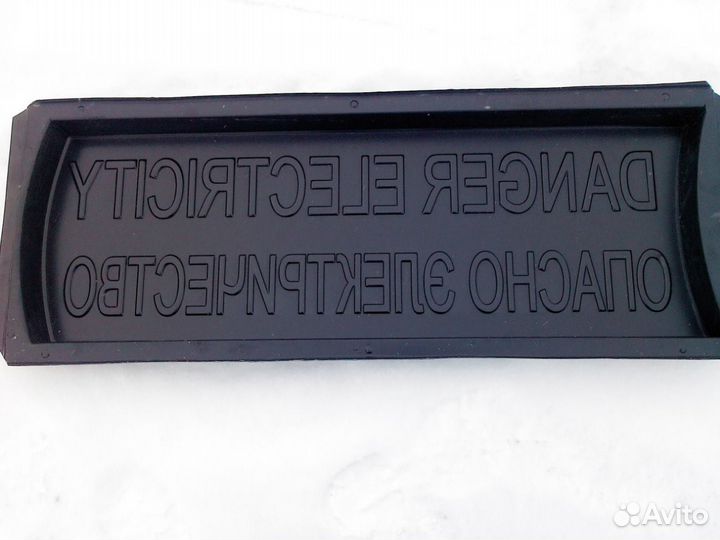 DANGER ELECTRICITY
ОПАСНО ЭЛЕКТРИЧЕСТВО
Avito